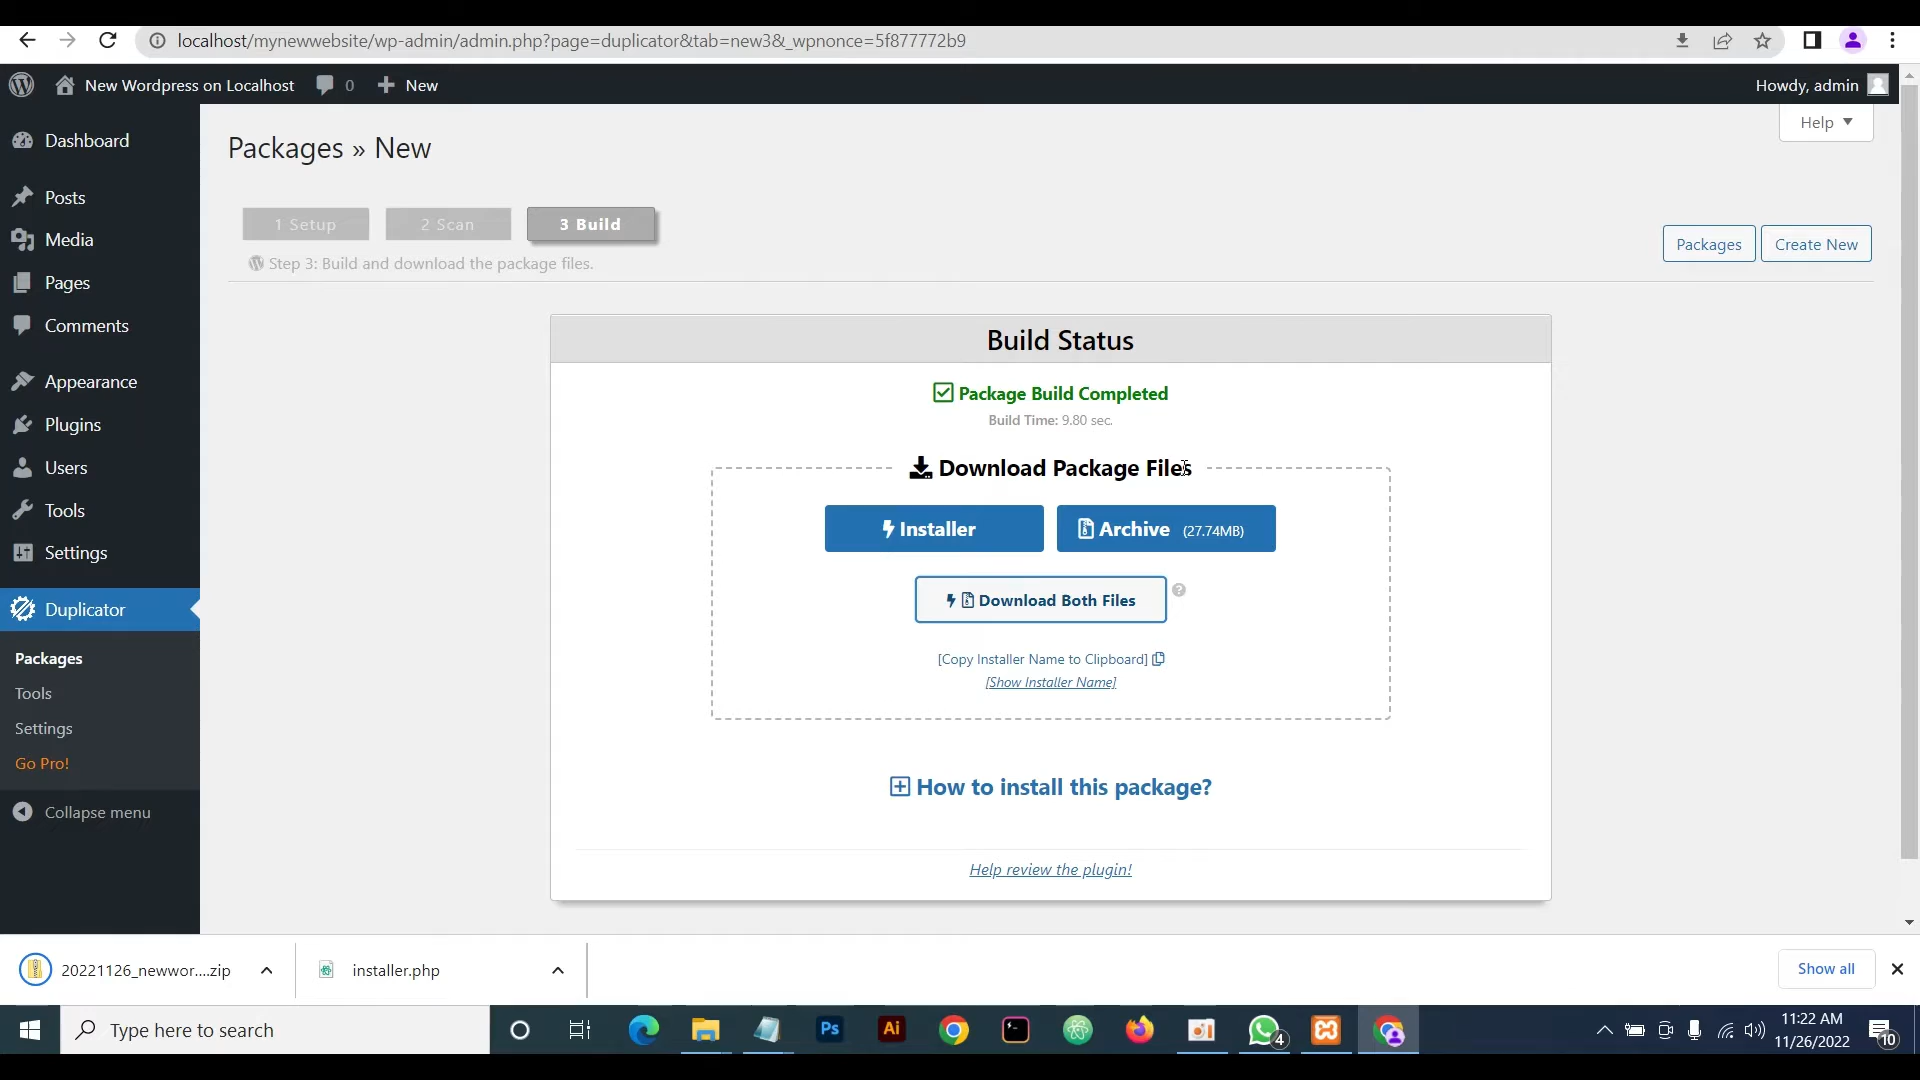 localhost/mynewwebsite/wp-admin/admin.php?page=duplicator&tab=new3&_wpnonce=5f877772b9
New Wordpress on Localhost 0 New Howdy, admin
Help
Dashboard
Posts
Media
Pages
Comments
Appearance
Plugins
Users
Tools
Settings
Duplicator
Packages
Tools
Settings
Go Pro!
Collapse menu
Packages » New
1 Setup 2 Scan 3 Build
Step 3: Build and download the package files.
Packages Create New
Build Status
Package Build Completed
Build Time: 9.80 sec.
Download Package Files
Installer Archive (27.74MB)
Download Both Files ?
[Copy Installer Name to Clipboard]
[Show Installer Name]
How to install this package?
Help review the plugin!
20221126_newwor....zip installer.php Show all
Type here to search
Ps Ai 4
11:22 AM
11/26/2022
10